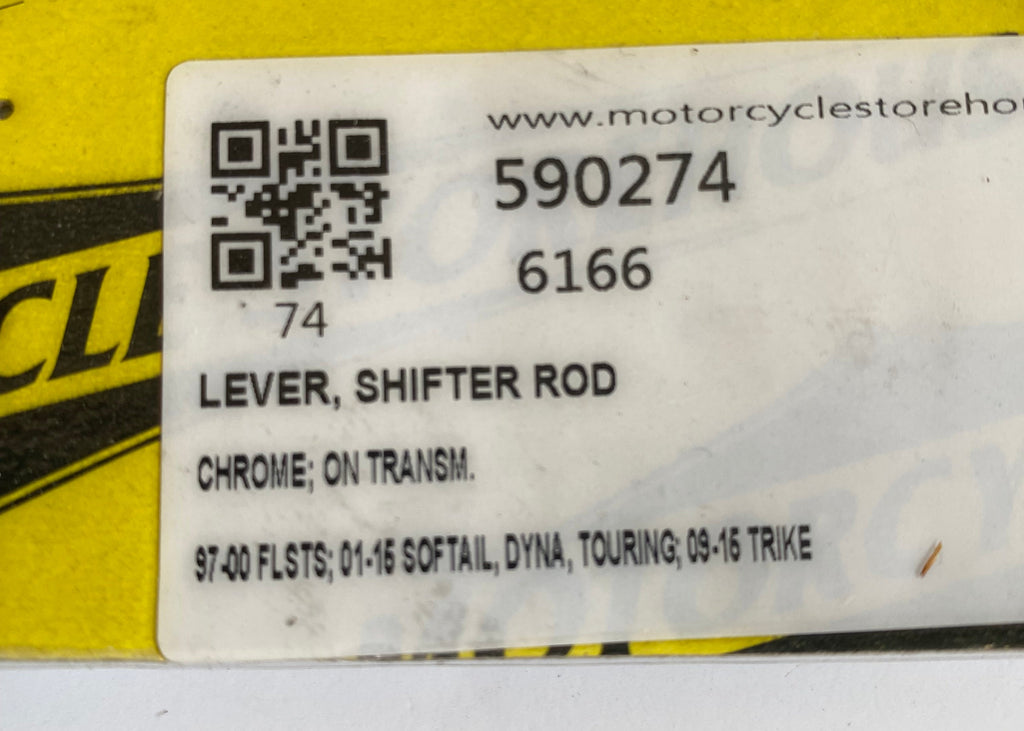 www.motorcyclestoreho
590274
6166
74
LEVER, SHIFTER ROD
CHROME; ON TRANSM.
97-00 FLSTS; 01-15 SOFTAIL, DYNA, TOURING; 09-15 TRIKE
CLE